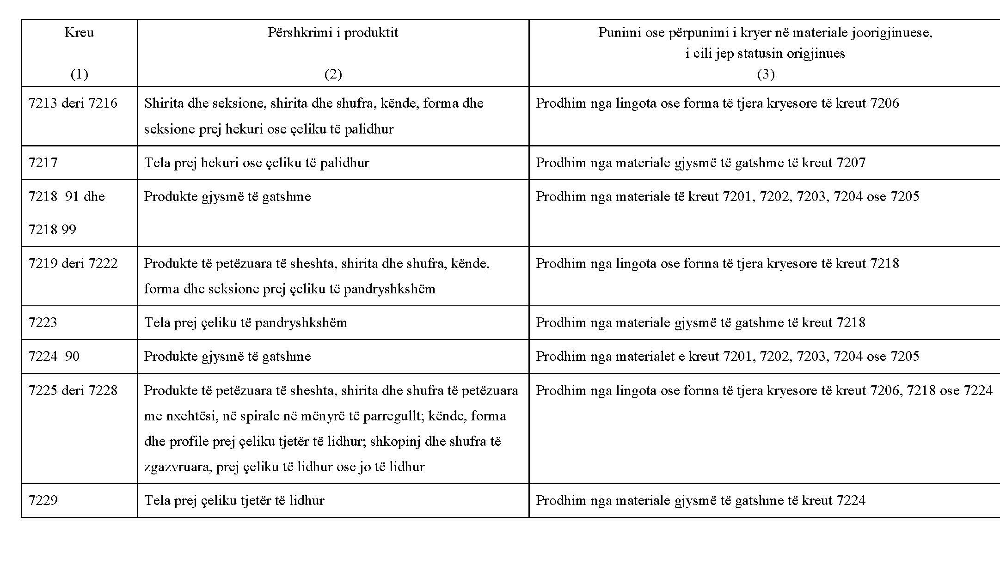 Kreu
(1)
Përshkrimi i produktit
(2)
Punimi ose përpunimi i kryer në materiale joorigjinuese,
i cili jep statusin origjinues
(3)
7213 deri 7216
Shirita dhe seksione, shirita dhe shufra, kënde, forma dhe
seksione prej hekuri ose çeliku të palidhur
Prodhim nga lingota ose forma të tjera kryesore të kreut 7206
7217
Tela prej hekuri ose çeliku të palidhur
Prodhim nga materiale gjysmë të gatshme të kreut 7207
7218  91 dhe
7218 99
Produkte gjysmë të gatshme
Prodhim nga materiale të kreut 7201, 7202, 7203, 7204 ose 7205
7219 deri 7222
Produkte të petëzuara të sheshta, shirita dhe shufra, kënde,
forma dhe seksione prej çeliku të pandryshkshëm
Prodhim nga lingota ose forma të tjera kryesore të kreut 7218
7223
Tela prej çeliku të pandryshkshëm
Prodhim nga materiale gjysmë të gatshme të kreut 7218
7224  90
Produkte gjysmë të gatshme
Prodhim nga materialet e kreut 7201, 7202, 7203, 7204 ose 7205
7225 deri 7228
Produkte të petëzuara të sheshta, shirita dhe shufra të petëzuara
me nxehtësi, në spirale në mënyrë të parregullt; kënde, forma
dhe profile prej çeliku tjetër të lidhur; shkopinj dhe shufra të
zgazvruara, prej çeliku të lidhur ose jo të lidhur
Prodhim nga lingota ose forma të tjera kryesore të kreut 7206, 7218 ose 7224
7229
Tela prej çeliku tjetër të lidhur
Prodhim nga materiale gjysmë të gatshme të kreut 7224